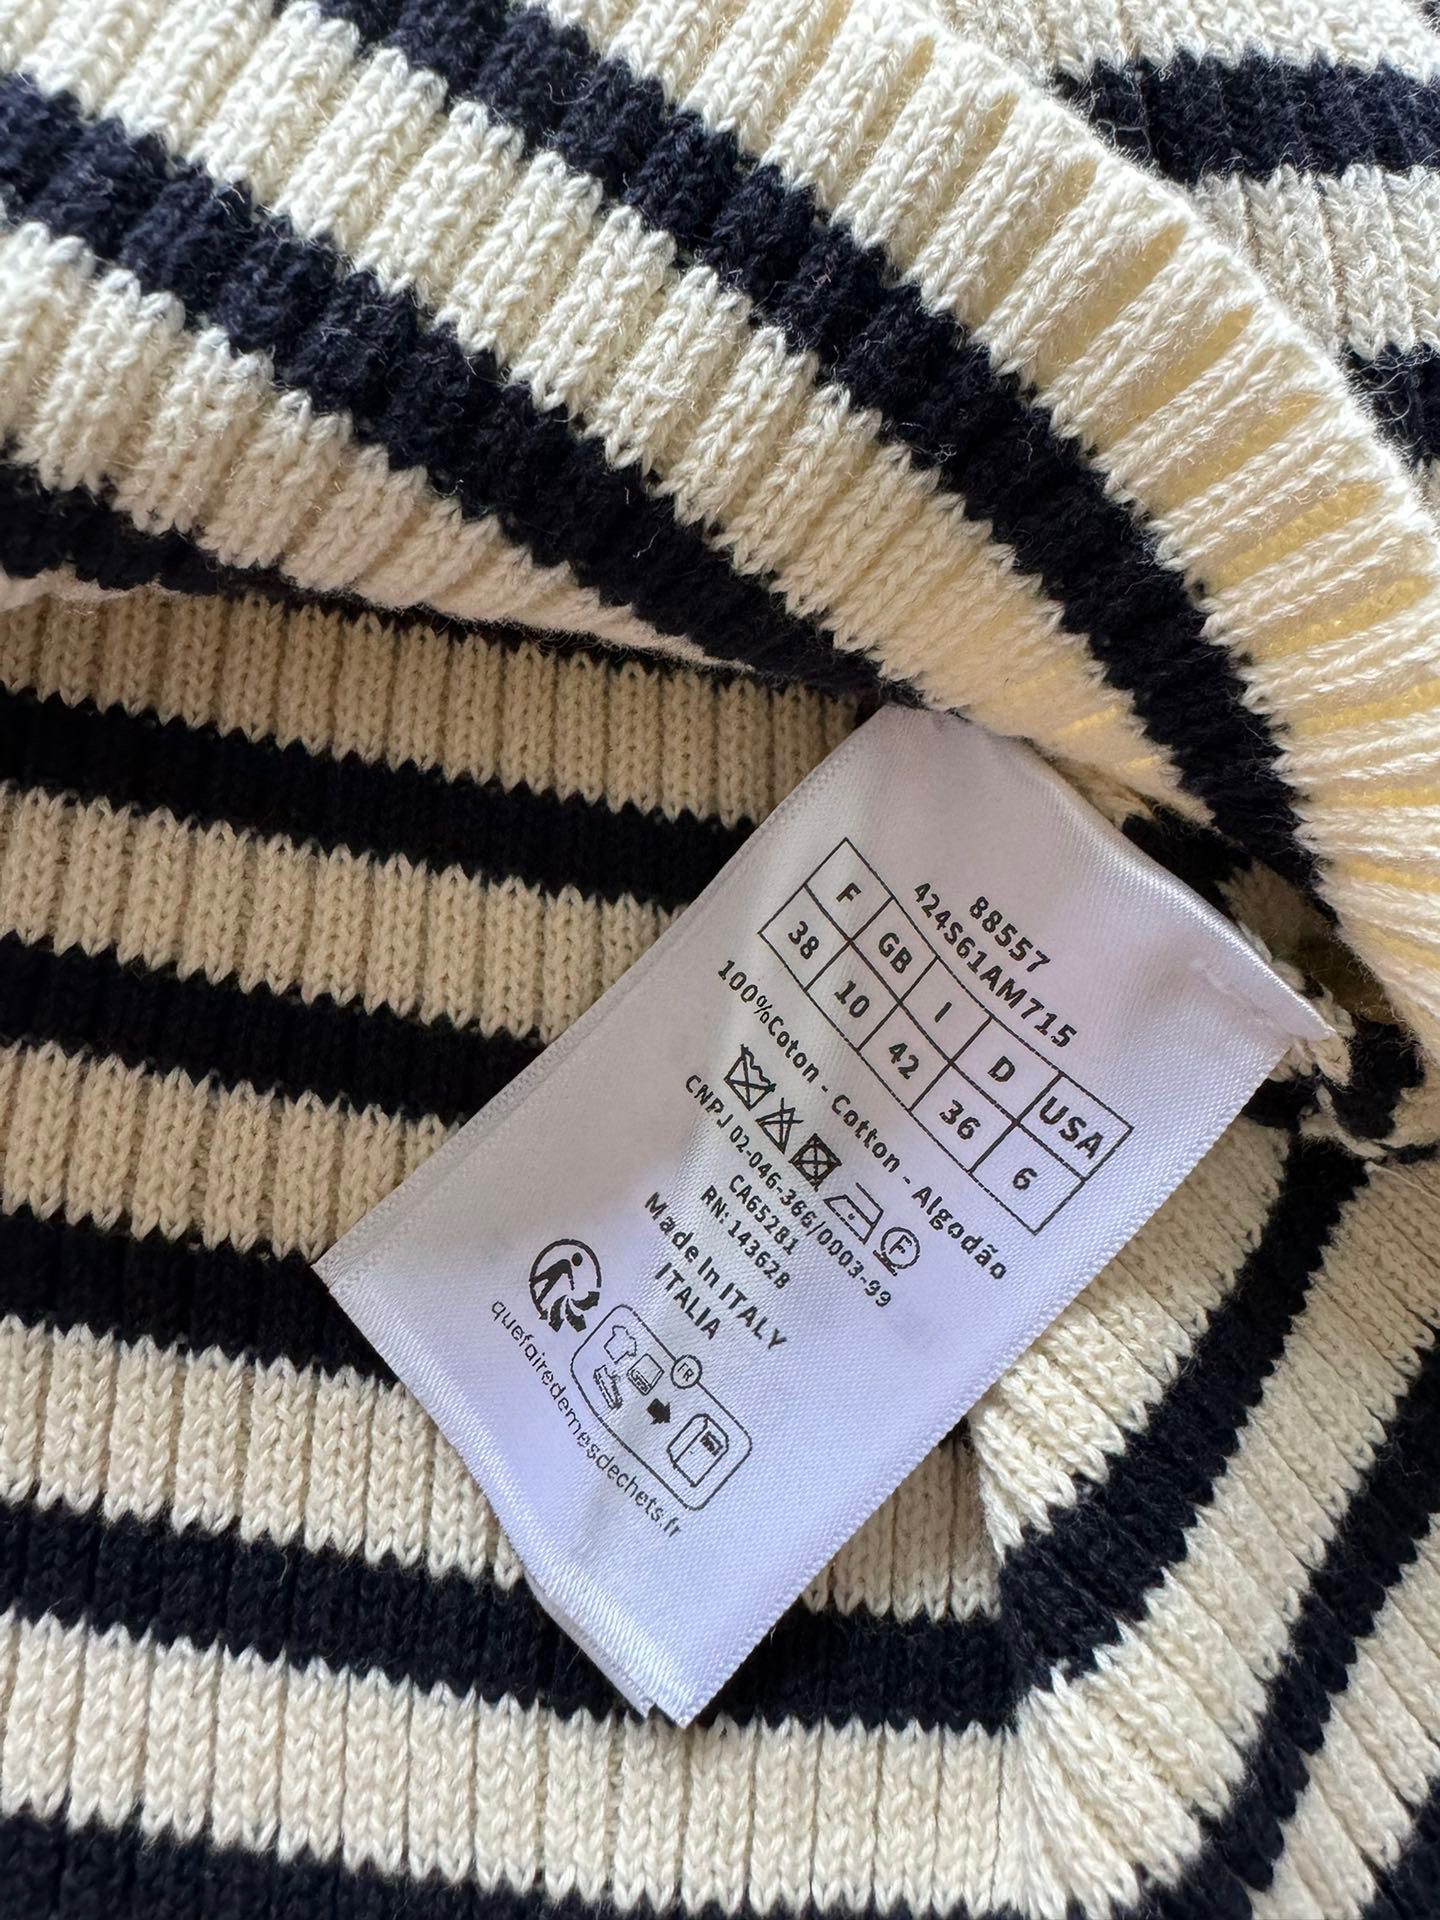 88557
424S61AM715
F GB I D USA
38 10 42 36 6
100%Coton - Cotton - Algodão
F
CNPJ 02-046-366/0003-99
CA65281
RN: 143628
Made In ITALY
ITALIA
FR
quefairedemesdechets.fr